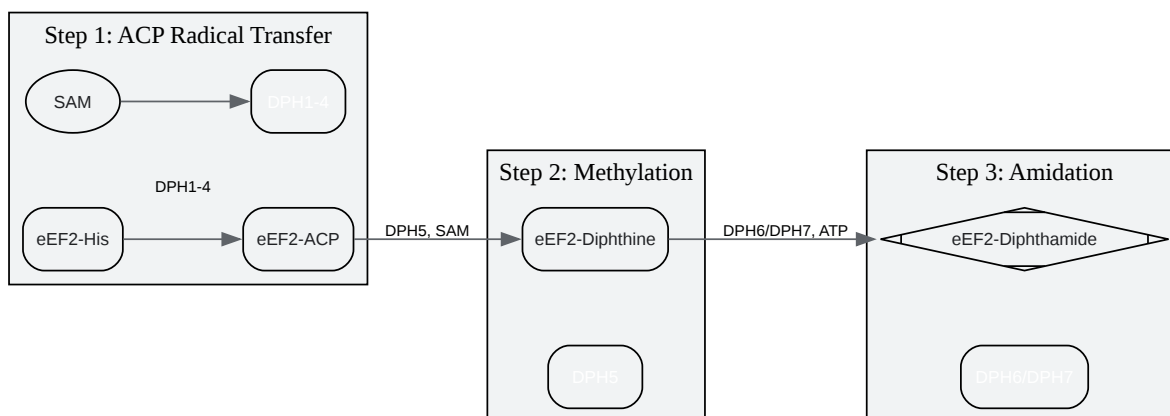 Step 1: ACP Radical Transfer
SAM
DPH1-4
DPH1-4
eEF2-His
eEF2-ACP
DPH5, SAM
Step 2: Methylation
eEF2-Diphthine
DPH5
DPH6/DPH7, ATP
Step 3: Amidation
eEF2-Diphthamide
DPH6/DPH7